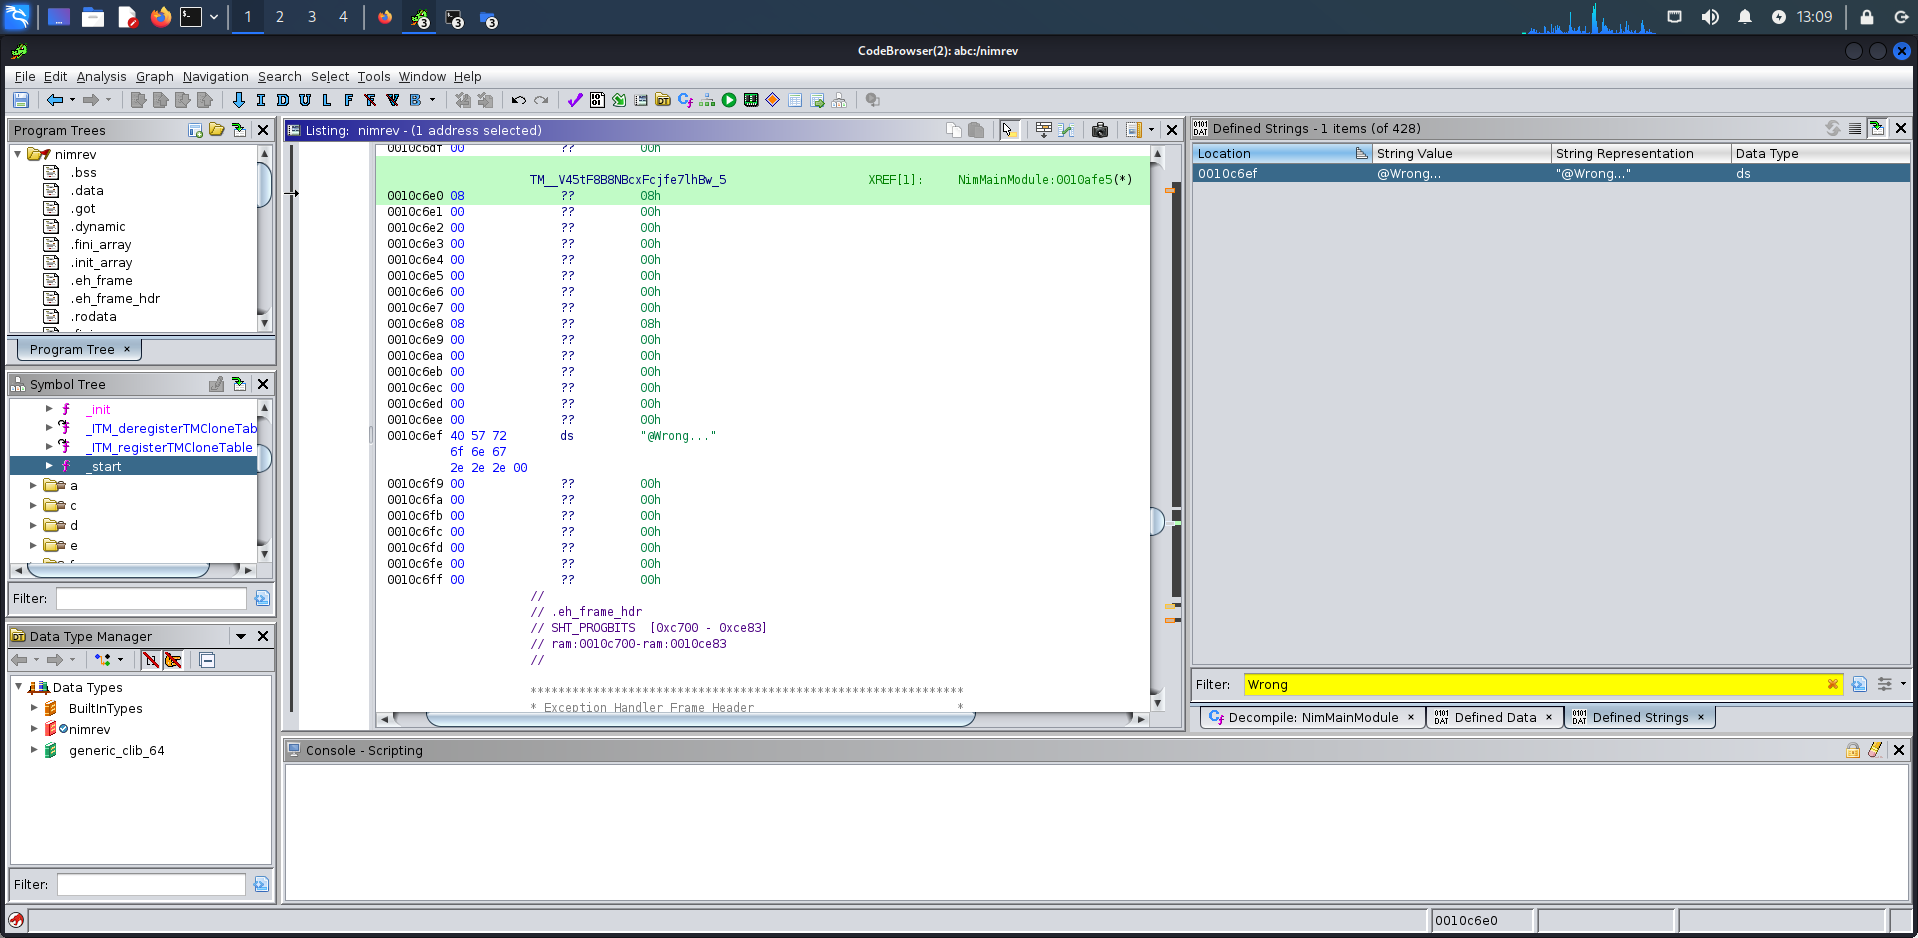 1 2 3 4 3 3 3 13:09
CodeBrowser(2): abc:/nimrev
File Edit Analysis Graph Navigation Search Select Tools Window Help
I D U L F B
Program Trees
nimrev
.bss
.data
.got
.dynamic
.fini_array
.init_array
.eh_frame
.eh_frame_hdr
.rodata
Program Tree ×
Symbol Tree
_init
_ITM_deregisterTMCloneTab
_ITM_registerTMCloneTable
_start
a
c
d
e
Filter:
Data Type Manager
Data Types
BuiltInTypes
nimrev
generic_clib_64
Filter:
Listing: nimrev - (1 address selected)
0010c6df 00 ?? 00h
TM__V45tF8B8NBcxFcjfe7lhBw_5 XREF[1]: NimMainModule:0010afe5(*)
0010c6e0 08 ?? 08h
0010c6e1 00 ?? 00h
0010c6e2 00 ?? 00h
0010c6e3 00 ?? 00h
0010c6e4 00 ?? 00h
0010c6e5 00 ?? 00h
0010c6e6 00 ?? 00h
0010c6e7 00 ?? 00h
0010c6e8 08 ?? 08h
0010c6e9 00 ?? 00h
0010c6ea 00 ?? 00h
0010c6eb 00 ?? 00h
0010c6ec 00 ?? 00h
0010c6ed 00 ?? 00h
0010c6ee 00 ?? 00h
0010c6ef 40 57 72 ds "@Wrong..."
6f 6e 67
2e 2e 2e 00
0010c6f9 00 ?? 00h
0010c6fa 00 ?? 00h
0010c6fb 00 ?? 00h
0010c6fc 00 ?? 00h
0010c6fd 00 ?? 00h
0010c6fe 00 ?? 00h
0010c6ff 00 ?? 00h
//
// .eh_frame_hdr
// SHT_PROGBITS [0xc700 - 0xce83]
// ram:0010c700-ram:0010ce83
//
**************************************************************
* Exception Handler Frame Header *
Defined Strings - 1 items (of 428)
Location String Value String Representation Data Type
0010c6ef @Wrong... "@Wrong..." ds
Filter: Wrong
Decompile: NimMainModule × Defined Data × Defined Strings ×
Console - Scripting
0010c6e0